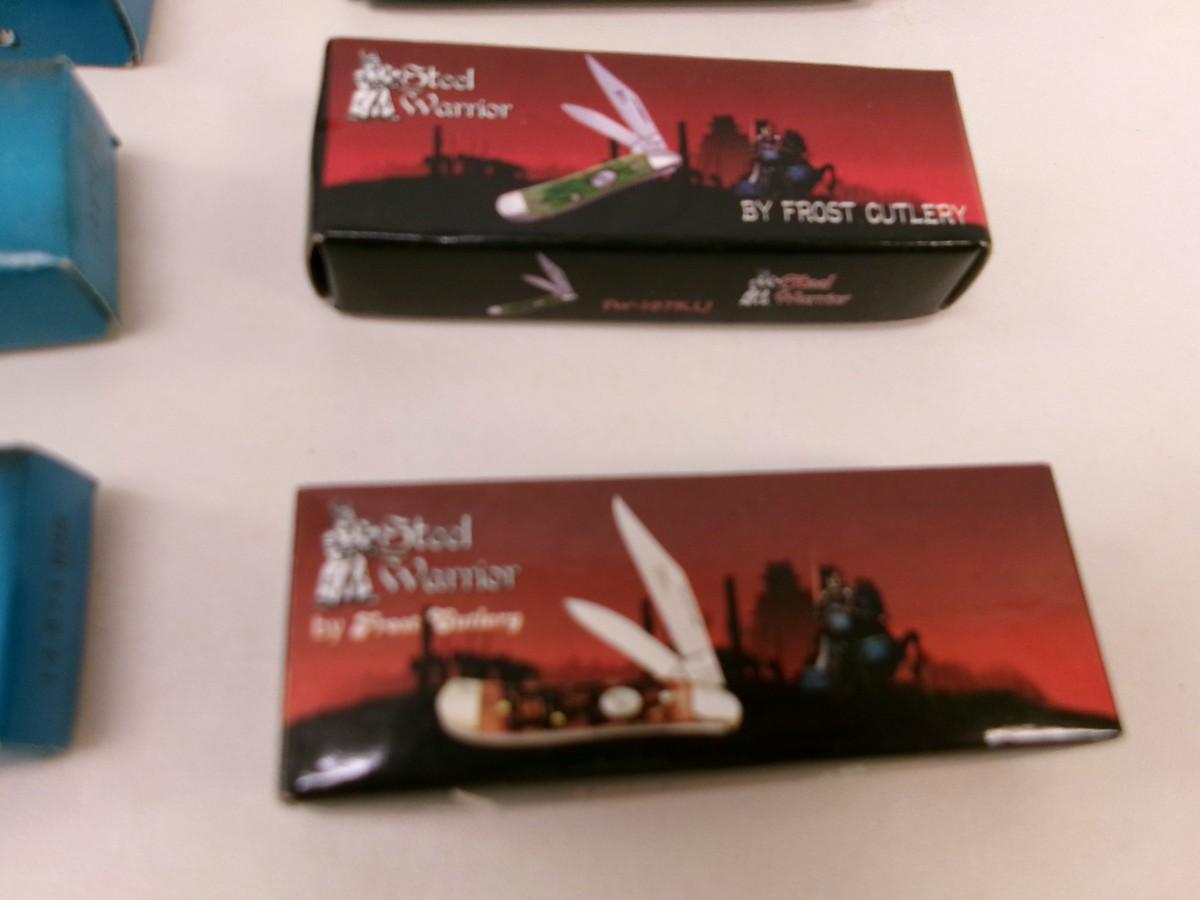 Steel
Warrior
BY FROST CUTLERY
Steel
Warrior
Steel
Warrior
by Frost Cutlery